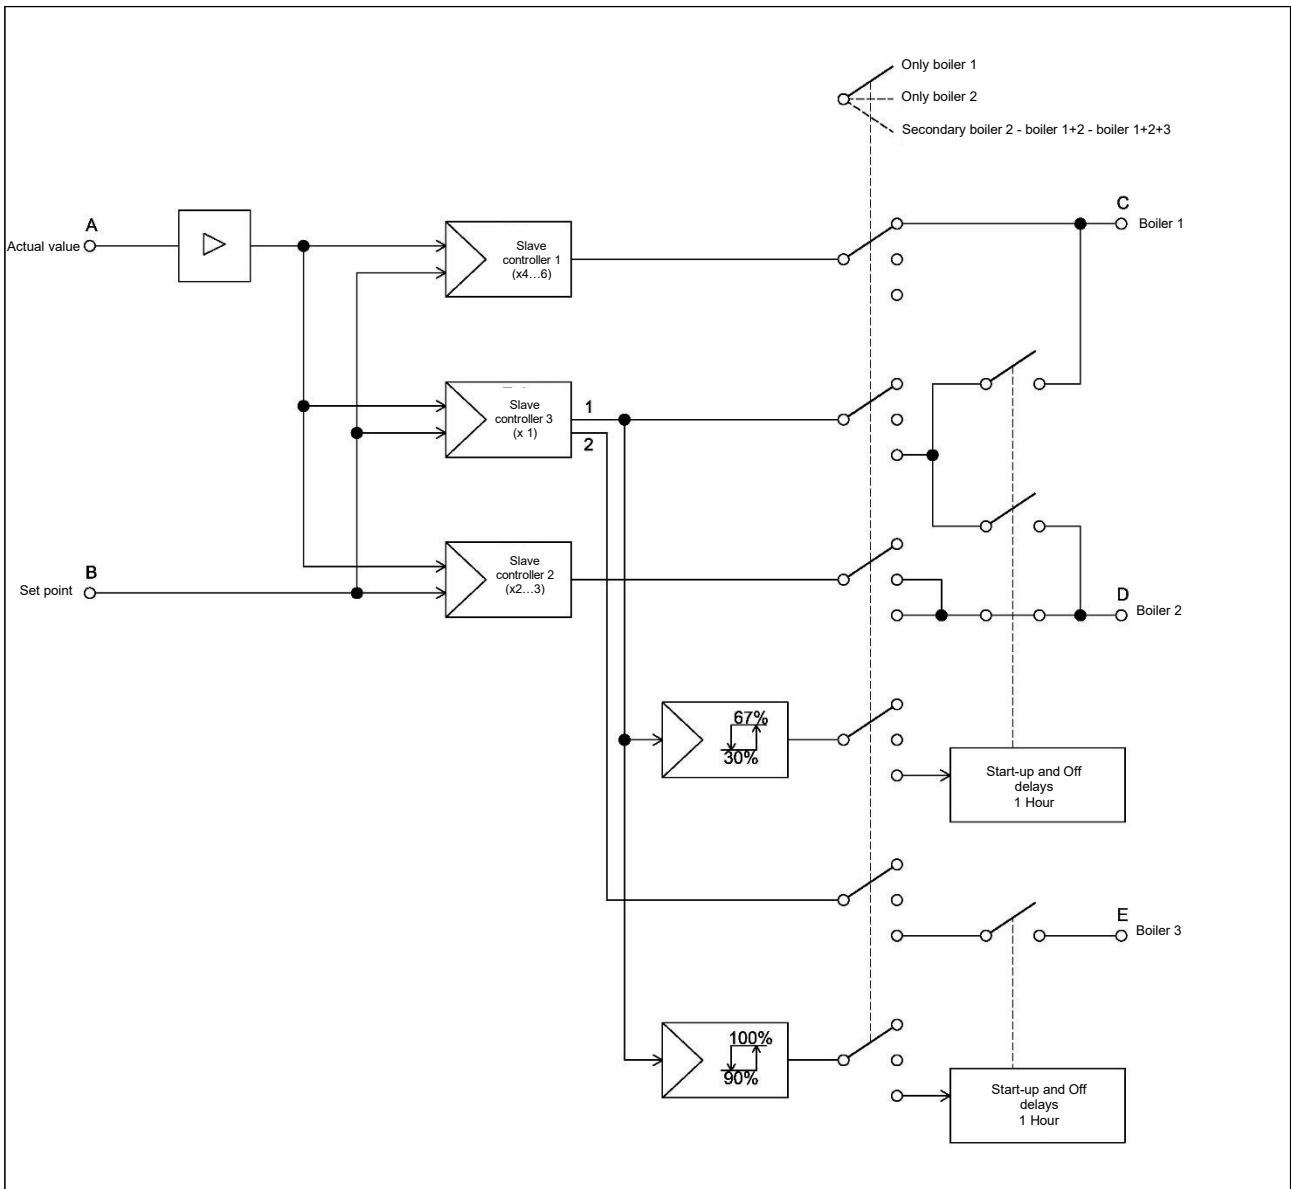 Only boiler 1
Only boiler 2
Secondary boiler 2 - boiler 1+2 - boiler 1+2+3
A
Actual value
C
Boiler 1
Slave
controller 1
(x4...6)
Slave
controller 3
(x 1)
1
2
B
Set point
Slave
controller 2
(x2...3)
D
Boiler 2
67%
30%
Start-up and Off
delays
1 Hour
E
Boiler 3
100%
90%
Start-up and Off
delays
1 Hour